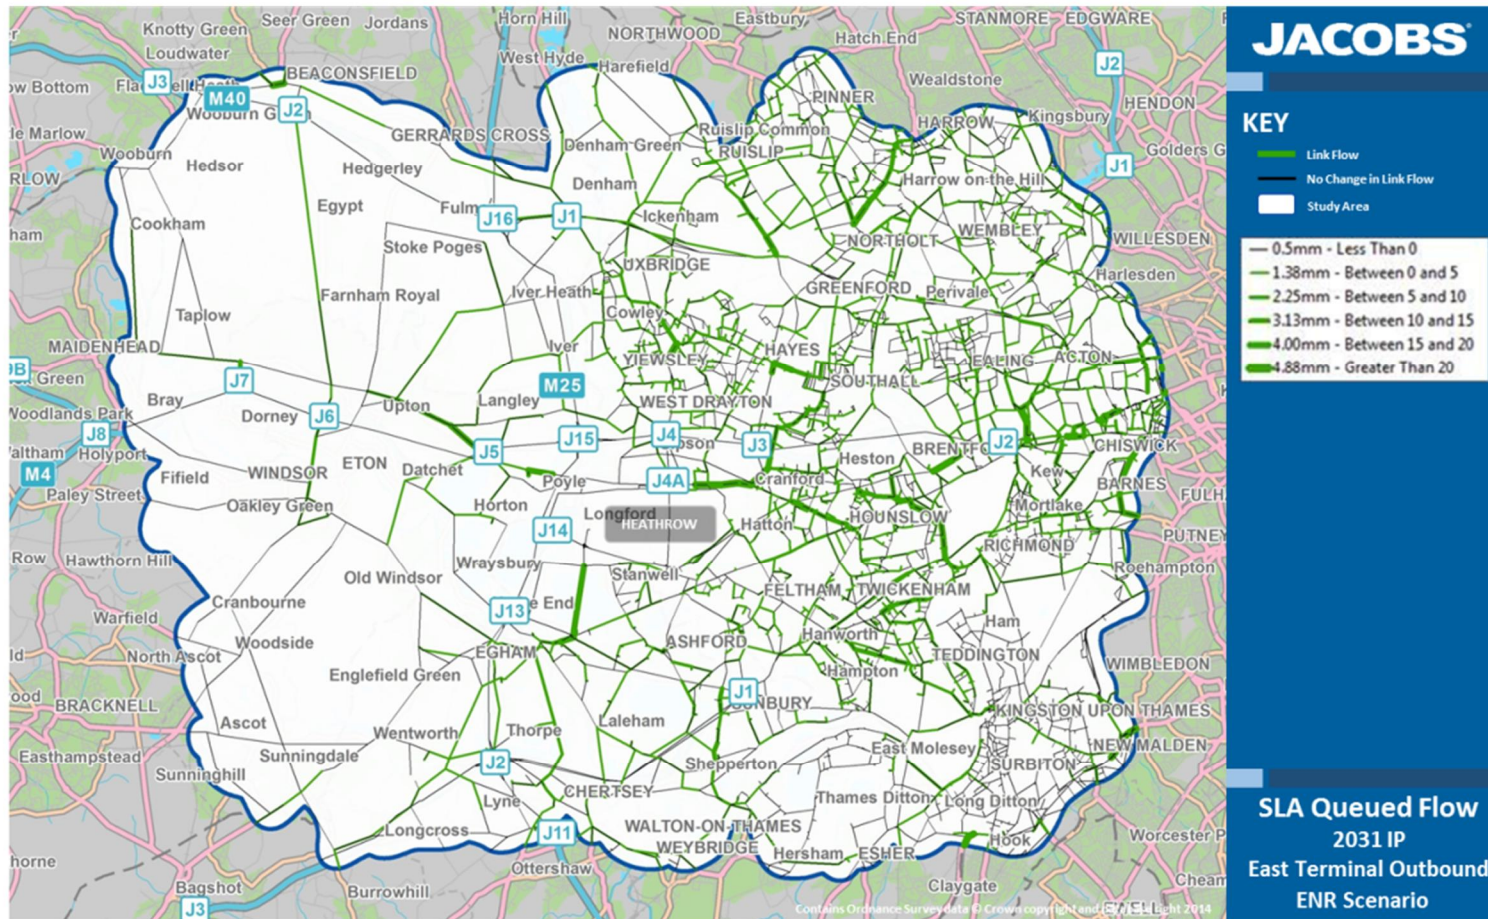 JACOBS
KEY
Link Flow
No Change in Link Flow
Study Area
0.5mm - Less Than 0
1.38mm - Between 0 and 5
2.25mm - Between 5 and 10
3.13mm - Between 10 and 15
4.00mm - Between 15 and 20
4.88mm - Greater Than 20
SLA Queued Flow
2031 IP
East Terminal Outbound
ENR Scenario
Knotty Green
Seer Green
Jordans
Horn Hill
Eastbury
STANMORE
EDGWARE
Loudwater
NORTHWOOD
Hatch End
J3
BEACONSFIELD
West Hyde
Harefield
Wealdstone
J2
M40
J2
PINNER
HENDON
Wooburn
GERRARDS CROSS
Ruislip Common
HARROW
Kingsbury
Denham Green
RUISLIP
J1
Hedsor
Hedgerley
Denham
Harrow on the Hill
Egypt
J16
J1
Ickenham
Cookham
Stoke Poges
NORTHOLT
WEMBLEY
WILLESDEN
UXBRIDGE
Harlesden
Farnham Royal
Iver Heath
GREENFORD
Perivale
Taplow
Cowley
MAIDENHEAD
Iver
YIEWSLEY
HAYES
EALING
ACTON
J7
M25
SOUTHALL
Bray
Dorney
J6
Upton
Langley
WEST DRAYTON
Woodlands Park
J8
J5
J15
J4
J3
J2
CHISWICK
Holyport
M4
Fifield
WINDSOR
ETON
Datchet
Poyle
J4A
Cranford
Heston
Kew
BARNES
Paley Street
Oakley Green
Horton
Longford
HEATHROW
Hatton
HOUNSLOW
Mortlake
J14
RICHMOND
PUTNEY
Hawthorn Hill
Wraysbury
Stanwell
Roehampton
Old Windsor
FELTHAM
TWICKENHAM
Cranbourne
J13
Ham
Warfield
Woodside
EGHAM
ASHFORD
Hanworth
TEDDINGTON
North Ascot
Englefield Green
Hampton
WIMBLEDON
BRACKNELL
J1
KINGSTON UPON THAMES
Ascot
Wentworth
Thorpe
Laleham
East Molesey
NEW MALDEN
Easthampstead
Sunningdale
J2
Shepperton
SURBITON
Sunninghill
Lyne
CHERTSEY
Thames Ditton
Long Ditton
Longcross
J11
WALTON-ON-THAMES
WEYBRIDGE
Hersham
ESHER
Hook
Ottershaw
Claygate
Bagshot
Burrowhill
J3